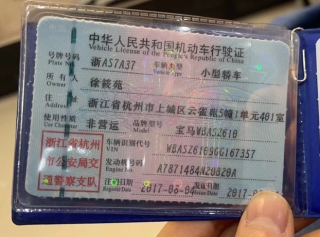 中华人民共和国机动车行驶证
Vehicle License of the People's Republic of China
号牌号码 浙AS7A37 车辆类型 小型轿车
Plate No. Vehicle Type
所有人 徐筱苑
Owner
住址 浙江省杭州市上城区云雀苑5幢1单元401室
Address
使用性质 非营运 品牌型号 宝马WBA5Z61B
Use Character Model
浙江省杭州
市公安局交
通警察支队
车辆识别代号
VIN
发动机号码 A7871484N20B20A
Engine No.
注册日期 2017-06-04 发证日期 2017-
Register Date Issue Date